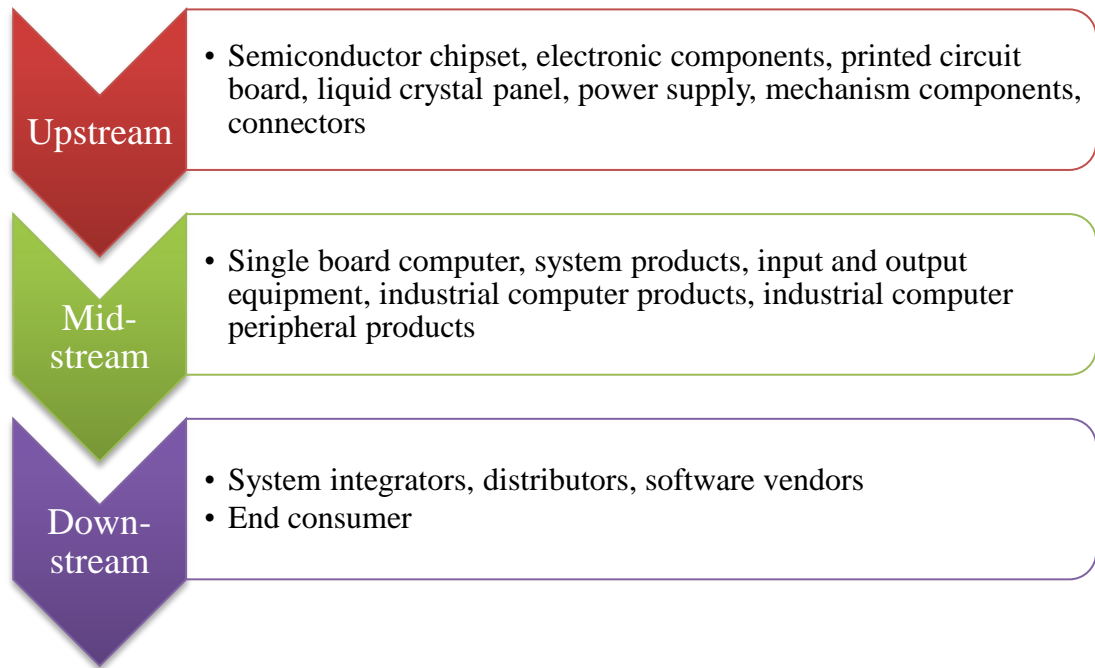 Upstream
• Semiconductor chipset, electronic components, printed circuit
board, liquid crystal panel, power supply, mechanism components,
connectors
Mid-
stream
• Single board computer, system products, input and output
equipment, industrial computer products, industrial computer
peripheral products
Down-
stream
• System integrators, distributors, software vendors
• End consumer